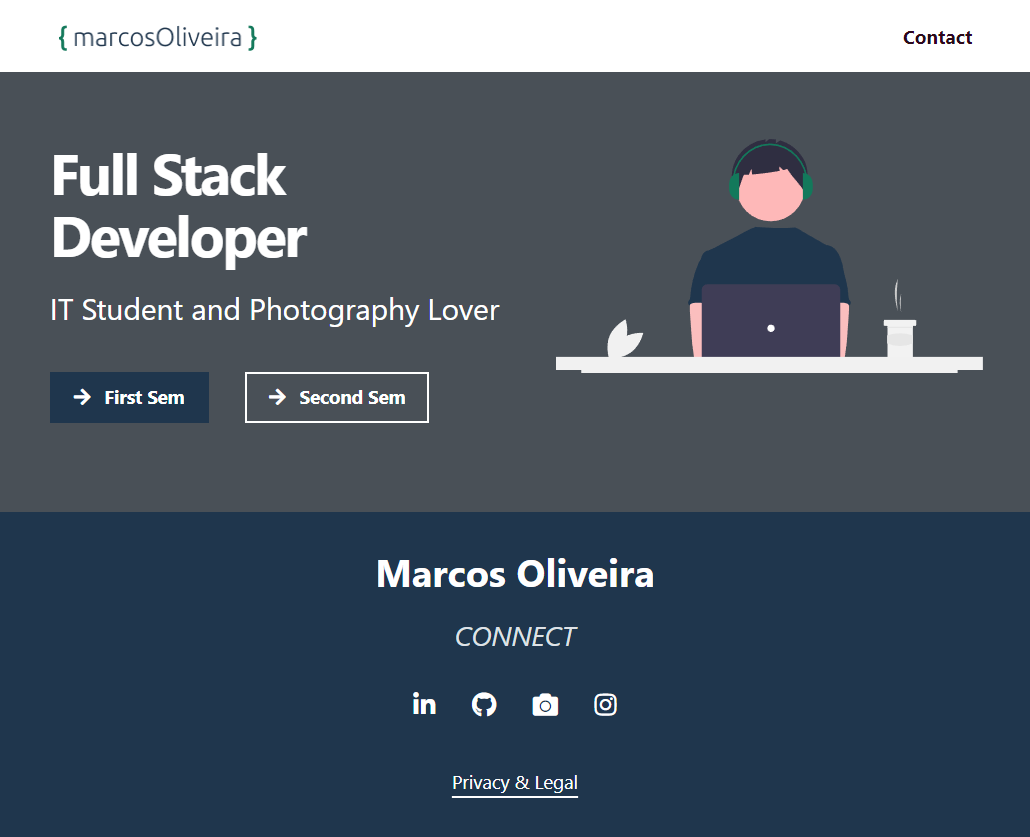 { marcosOliveira }
Contact
Full Stack
Developer
IT Student and Photography Lover
First Sem
Second Sem
Marcos Oliveira
CONNECT
in
Privacy & Legal